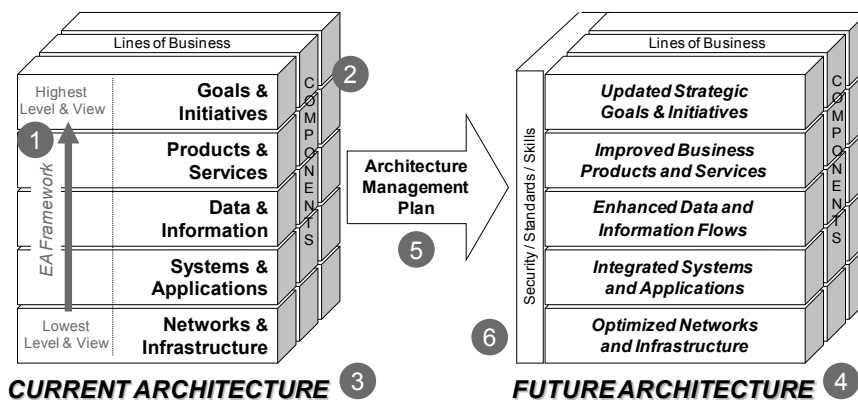 Lines of Business
Highest
Level & View
Goals &
Initiatives
2
1
Products &
Services
EA Framework
Data &
Information
Systems &
Applications
Lowest
Level & View
Networks &
Infrastructure
COMPONENTS
CURRENT ARCHITECTURE
3
Architecture
Management
Plan
5
Lines of Business
Security / Standards / Skills
Updated Strategic
Goals & Initiatives
Improved Business
Products and Services
Enhanced Data and
Information Flows
Integrated Systems
and Applications
Optimized Networks
and Infrastructure
COMPONENTS
6
FUTURE ARCHITECTURE
4